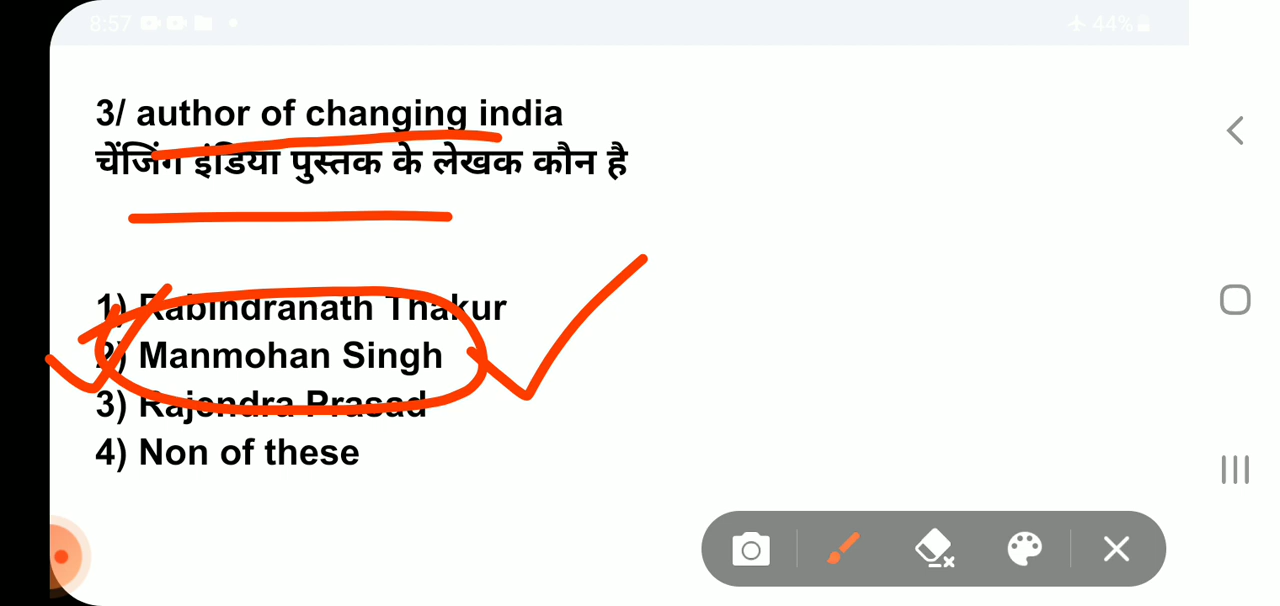 8:57
44%
3/ author of changing india
चेंजिंग इंडिया पुस्तक के लेखक कौन है
1) Rabindranath Thakur
2) Manmohan Singh
3) Rajendra Prasad
4) Non of these